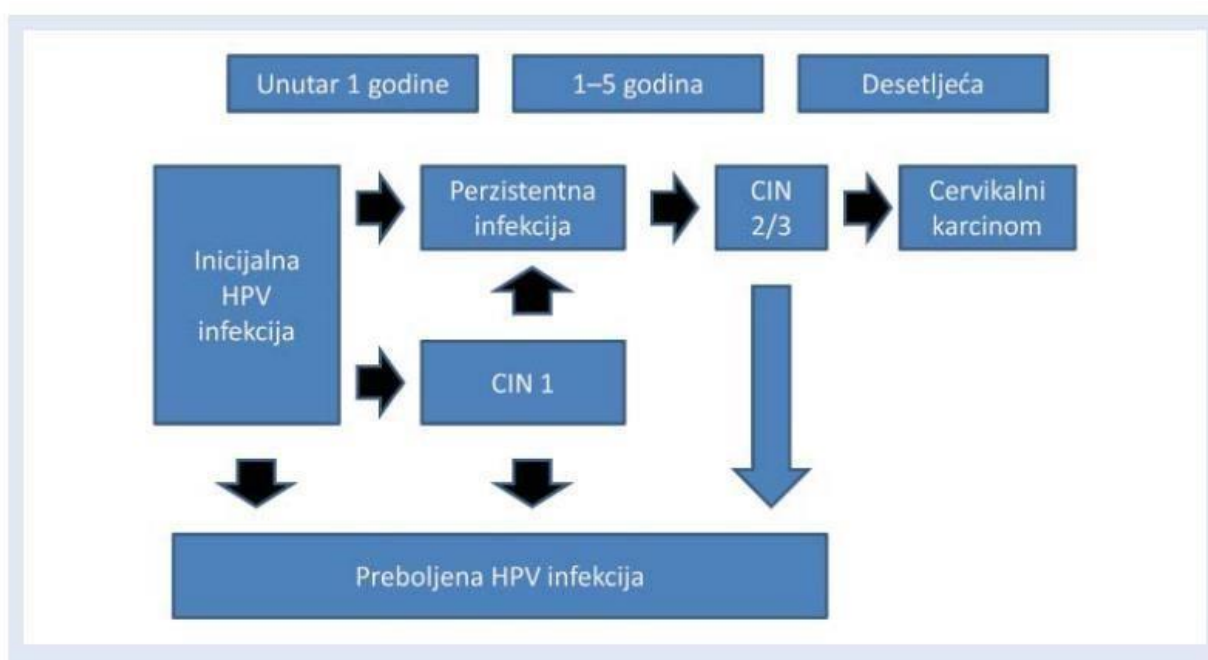 Unutar 1 godine
1–5 godina
Desetljeća
Inicijalna
HPV
infekcija
Perzistentna
infekcija
CIN
2/3
Cervikalni
karcinom
CIN 1
Preboljena HPV infekcija